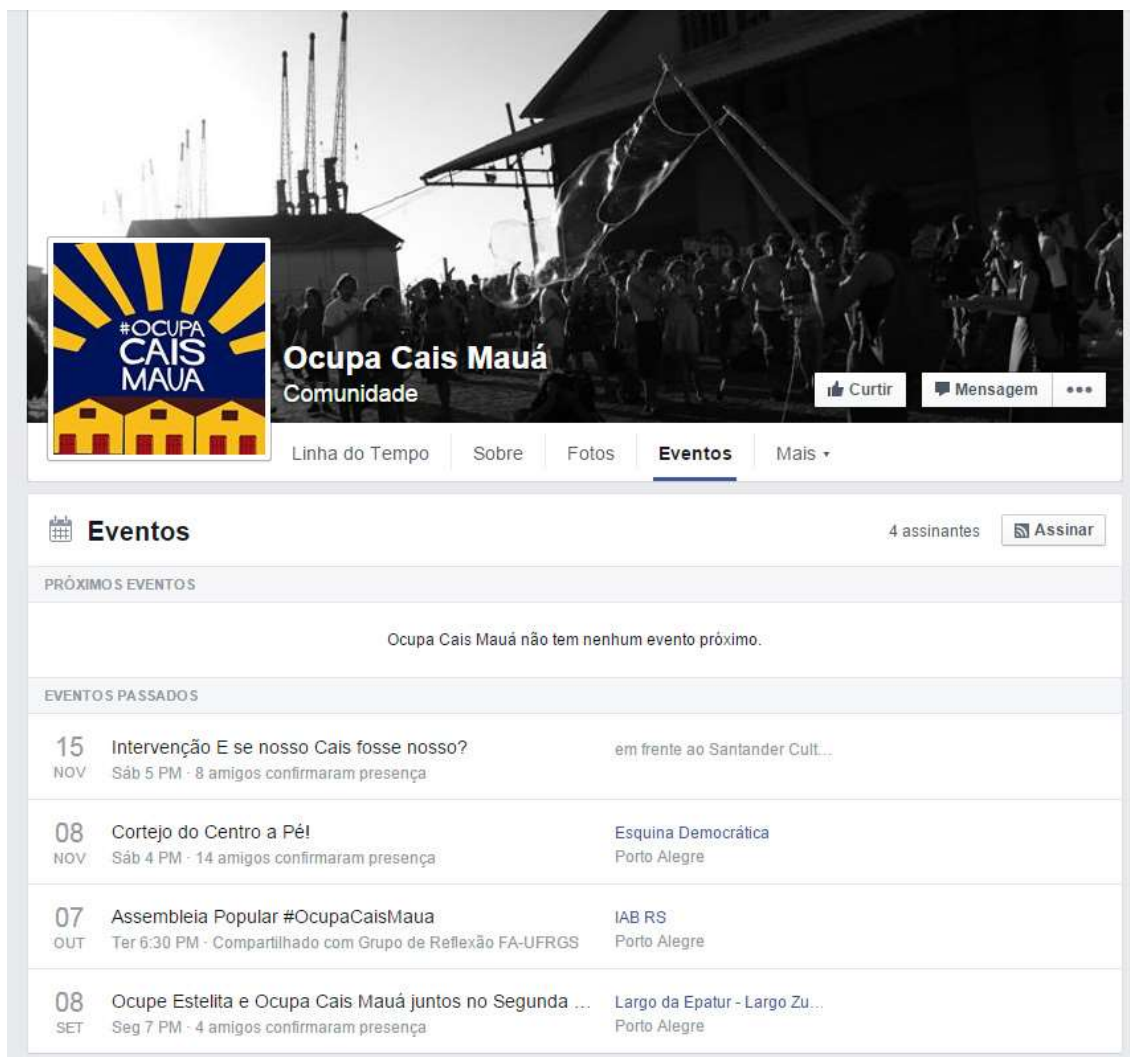 #OCUPA
CAIS
MAUA
Ocupa Cais Mauá
Comunidade
Curtir
Mensagem
Linha do Tempo
Sobre
Fotos
Eventos
Mais
Eventos
4 assinantes
Assinar
PRÓXIMOS EVENTOS
Ocupa Cais Mauá não tem nenhum evento próximo.
EVENTOS PASSADOS
15 Intervenção E se nosso Cais fosse nosso? em frente ao Santander Cult...
NOV Sáb 5 PM · 8 amigos confirmaram presença
08 Cortejo do Centro a Pé! Esquina Democrática
NOV Sáb 4 PM · 14 amigos confirmaram presença Porto Alegre
07 Assembleia Popular #OcupaCaisMaua IAB RS
OUT Ter 6:30 PM · Compartilhado com Grupo de Reflexão FA-UFRGS Porto Alegre
08 Ocupe Estelita e Ocupa Cais Mauá juntos no Segunda ... Largo da Epatur - Largo Zu...
SET Seg 7 PM · 4 amigos confirmaram presença Porto Alegre